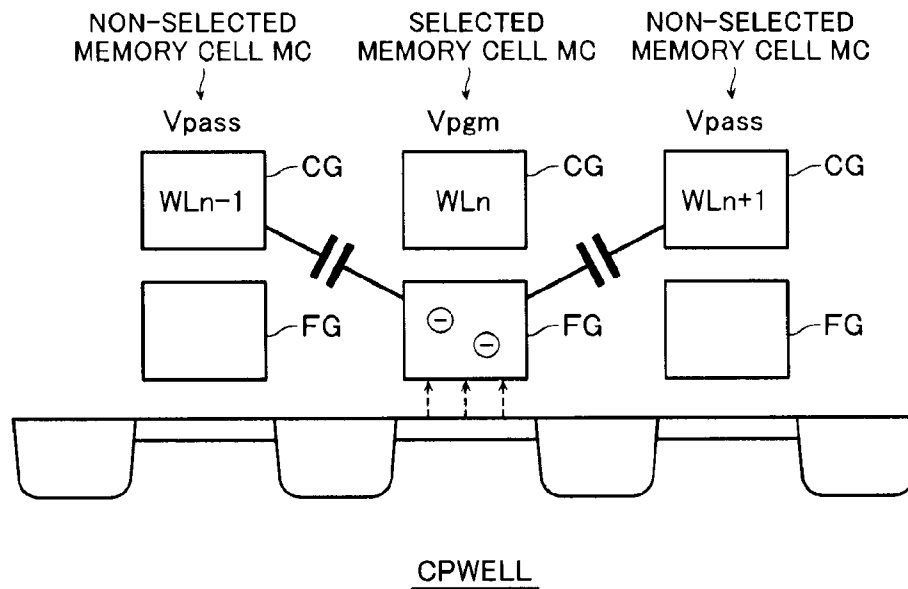 NON-SELECTED SELECTED NON-SELECTED
MEMORY CELL MC MEMORY CELL MC MEMORY CELL MC
Vpass Vpgm Vpass
WLn-1 CG WLn CG WLn+1 CG
FG − − FG FG
CPWELL